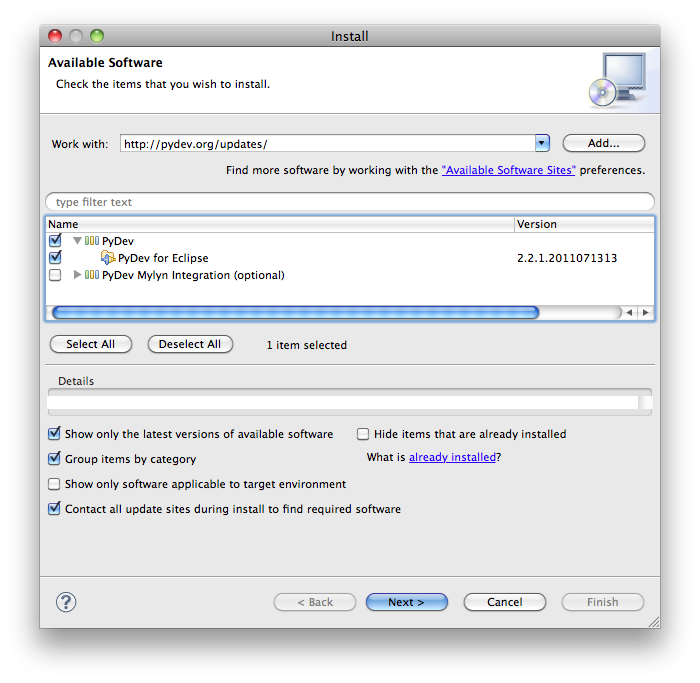 Install
Available Software
Check the items that you wish to install.
Work with: http://pydev.org/updates/ Add...
Find more software by working with the "Available Software Sites" preferences.
type filter text
Name Version
PyDev
PyDev for Eclipse 2.2.1.2011071313
PyDev Mylyn Integration (optional)
Select All Deselect All 1 item selected
Details
Show only the latest versions of available software Hide items that are already installed
Group items by category What is already installed?
Show only software applicable to target environment
Contact all update sites during install to find required software
? < Back Next > Cancel Finish